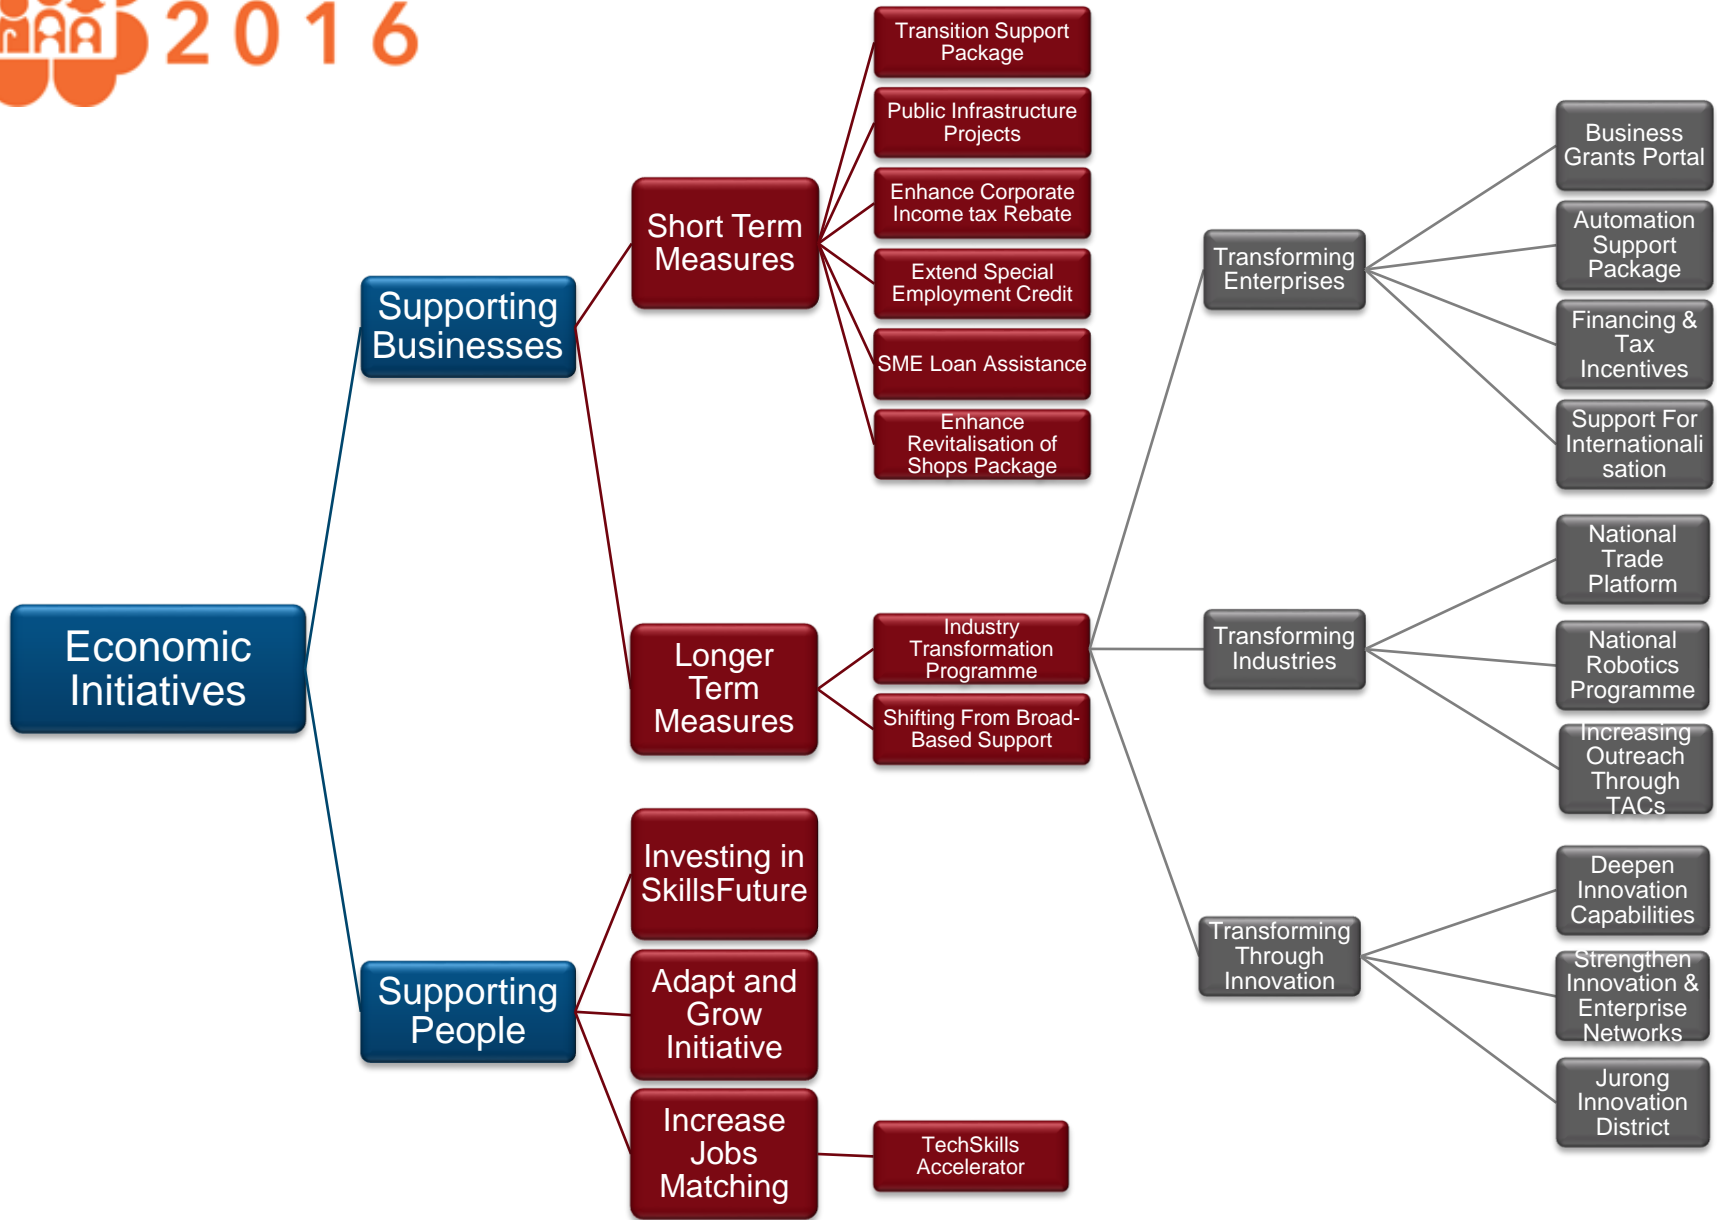 2016
Economic
Initiatives
Supporting
Businesses
Short Term
Measures
Transition Support
Package
Public Infrastructure
Projects
Enhance Corporate
Income tax Rebate
Extend Special
Employment Credit
SME Loan Assistance
Enhance
Revitalisation of
Shops Package
Longer
Term
Measures
Industry
Transformation
Programme
Transforming
Enterprises
Business
Grants Portal
Automation
Support
Package
Financing &
Tax
Incentives
Support For
Internationali
sation
Transforming
Industries
National
Trade
Platform
National
Robotics
Programme
Increasing
Outreach
Through
TACs
Transforming
Through
Innovation
Deepen
Innovation
Capabilities
Strengthen
Innovation &
Enterprise
Networks
Jurong
Innovation
District
Shifting From Broad-
Based Support
Supporting
People
Investing in
SkillsFuture
Adapt and
Grow
Initiative
Increase
Jobs
Matching
TechSkills
Accelerator